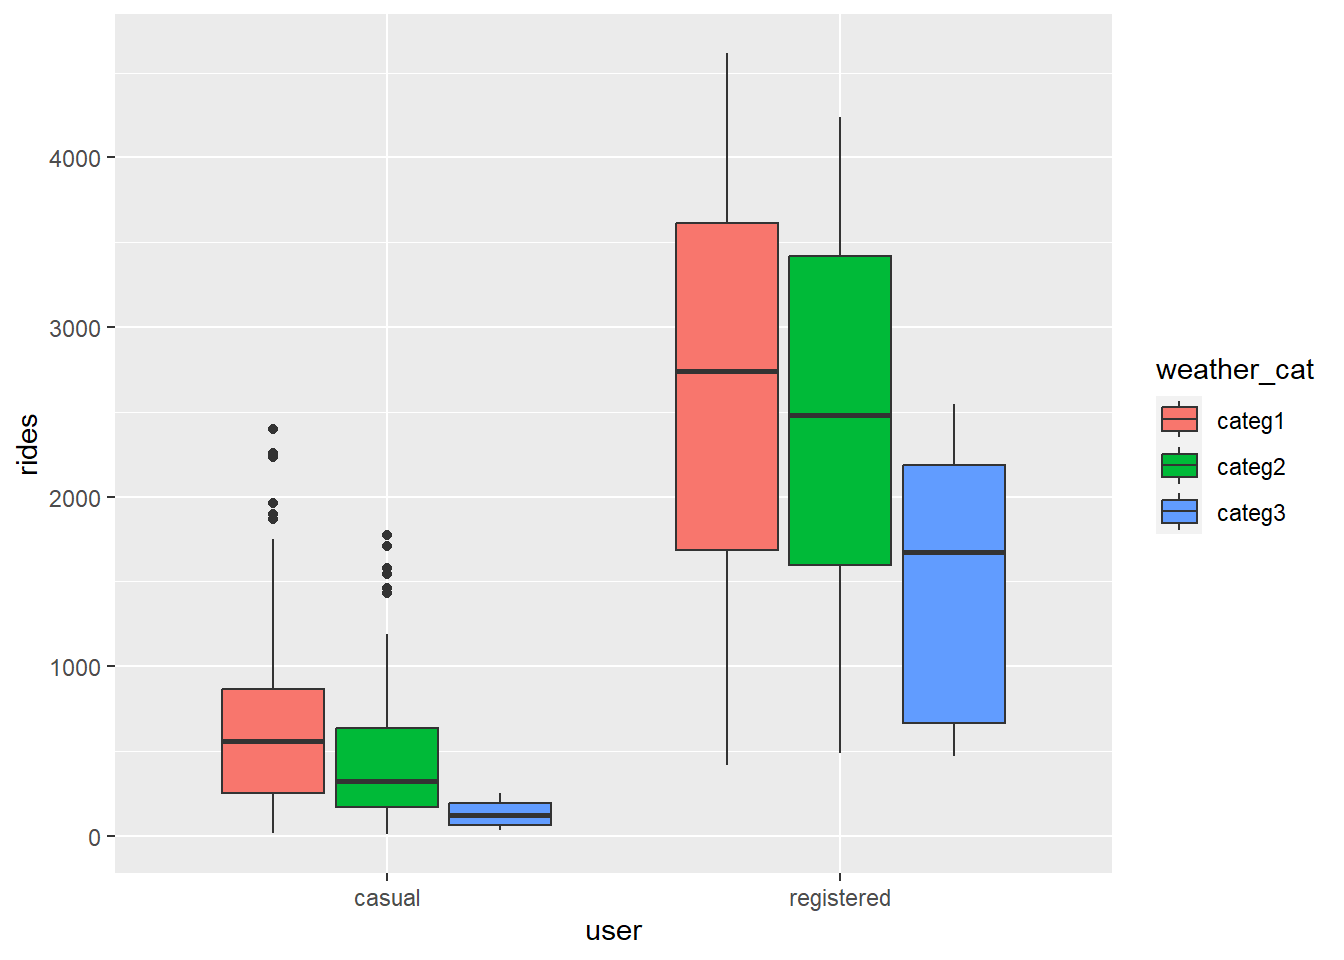 4000
3000
2000
1000
0
rides
casual
registered
user
weather_cat
categ1
categ2
categ3